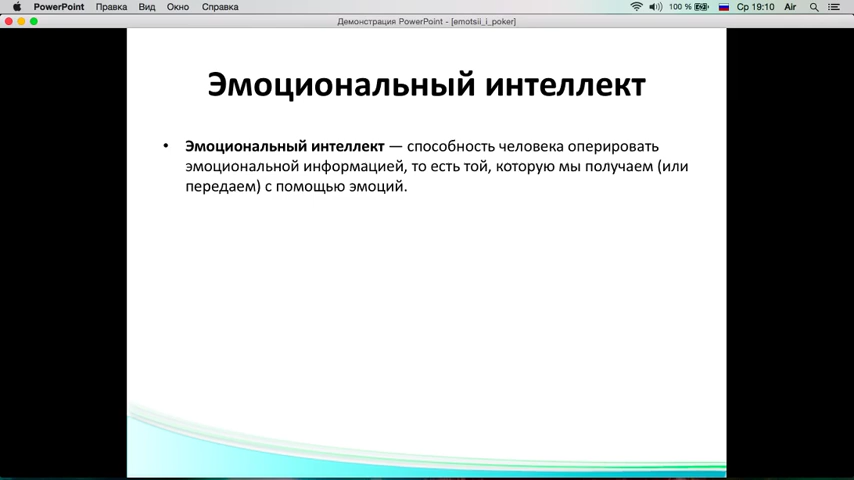 PowerPoint Правка Вид Окно Справка 100 % Ср 19:10 Air
Демонстрация PowerPoint - [emotsii_i_poker]
Эмоциональный интеллект
• Эмоциональный интеллект — способность человека оперировать
эмоциональной информацией, то есть той, которую мы получаем (или
передаем) с помощью эмоций.